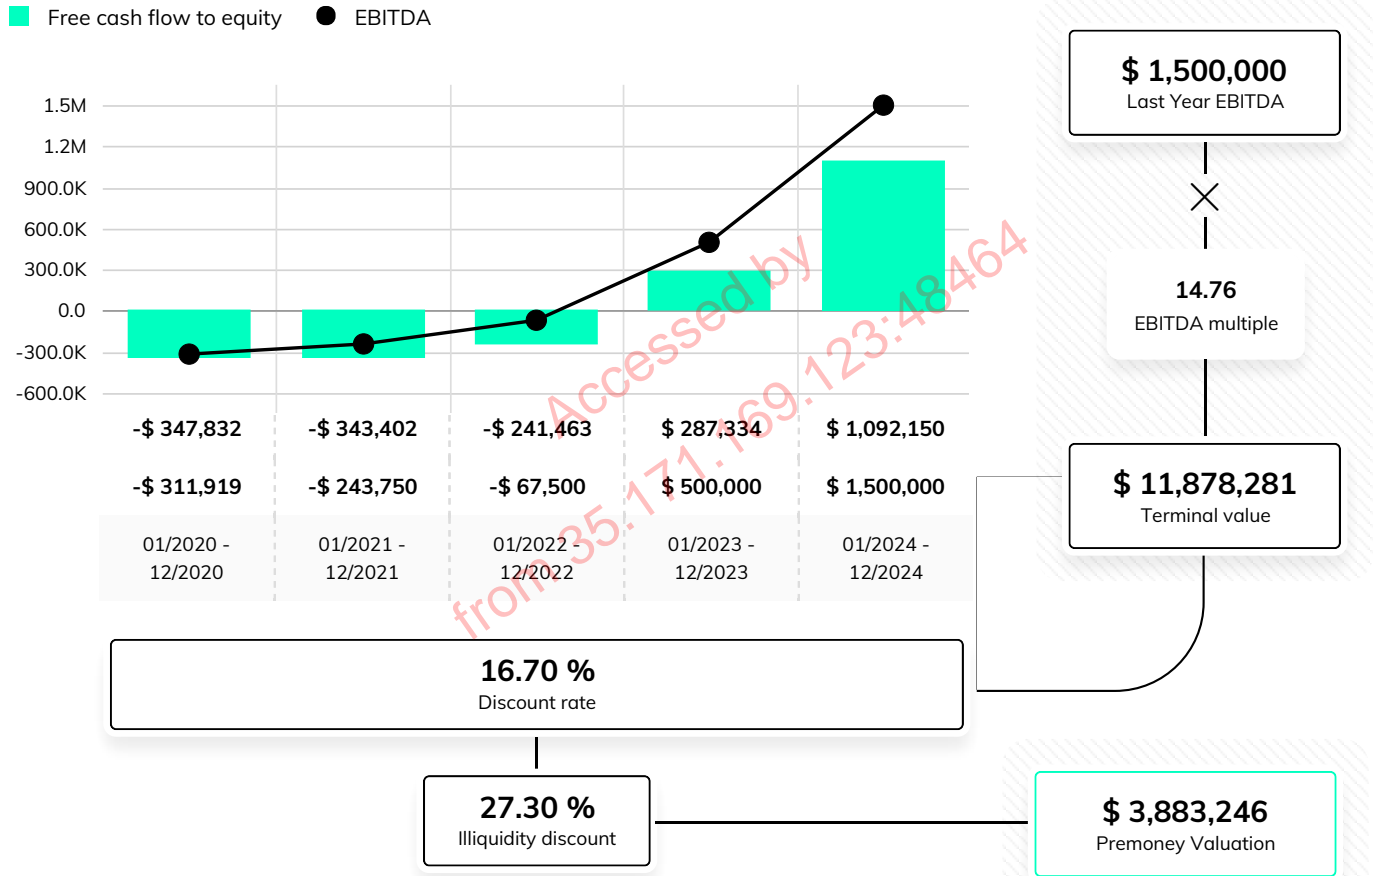 Free cash flow to equity
EBITDA
$ 1,500,000
Last Year EBITDA
1.5M
1.2M
900.0K
600.0K
300.0K
0.0
-300.0K
-600.0K
14.76
EBITDA multiple
-$ 347,832
-$ 343,402
-$ 241,463
$ 287,334
$ 1,092,150
-$ 311,919
-$ 243,750
-$ 67,500
$ 500,000
$ 1,500,000
01/2020 -
12/2020
01/2021 -
12/2021
01/2022 -
12/2022
01/2023 -
12/2023
01/2024 -
12/2024
$ 11,878,281
Terminal value
Accessed by
from 35.171.169.123:48464
16.70 %
Discount rate
27.30 %
Illiquidity discount
$ 3,883,246
Premoney Valuation